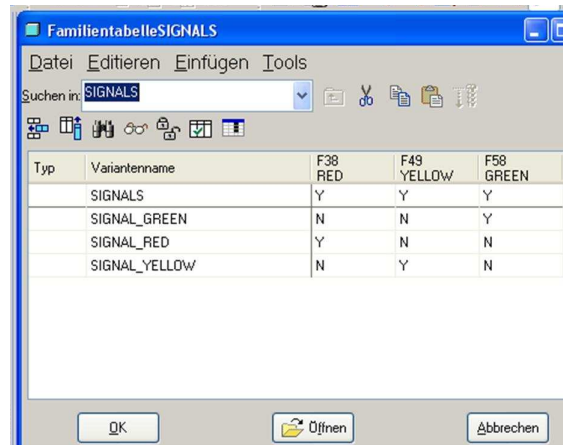 FamilientabelleSIGNALS
Datei Editieren Einfügen Tools
Suchen in: SIGNALS
Typ Variantenname F38 RED F49 YELLOW F58 GREEN
SIGNALS Y Y Y
SIGNAL_GREEN N N Y
SIGNAL_RED Y N N
SIGNAL_YELLOW N Y N
OK Öffnen Abbrechen